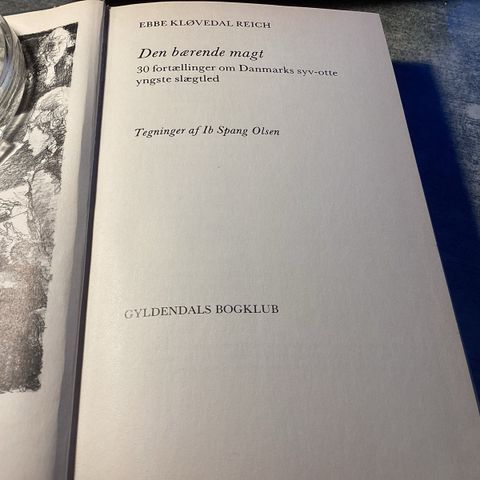 EBBE KLØVEDAL REICH
Den bærende magt
30 fortællinger om Danmarks syv-otte
yngste slægtled
Tegninger af Ib Spang Olsen
GYLDENDALS BOGKLUB